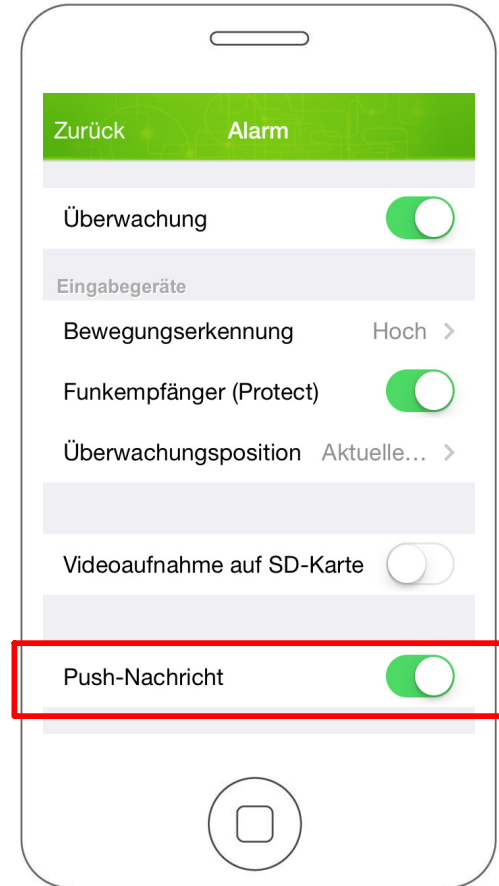 Zurück Alarm
Überwachung
Eingabegeräte
Bewegungserkennung Hoch >
Funkempfänger (Protect)
Überwachungsposition Aktuelle... >
Videoaufnahme auf SD-Karte
Push-Nachricht